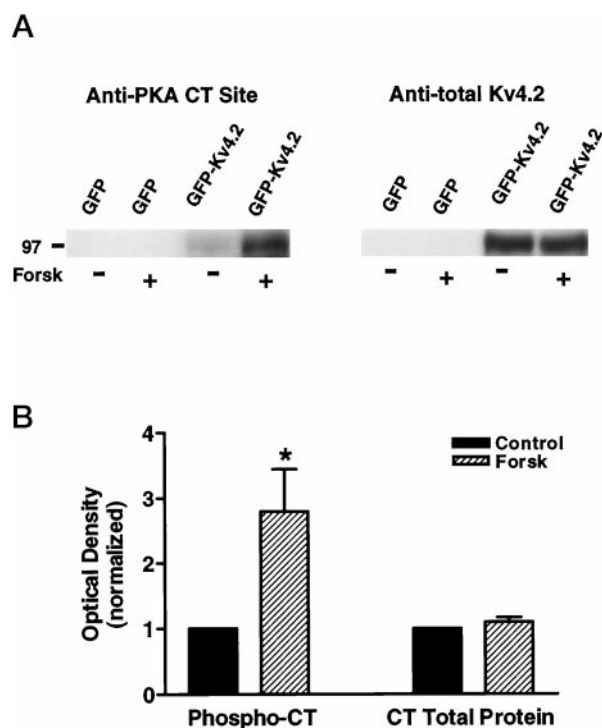 A
Anti-PKA CT Site
Anti-total Kv4.2
GFP GFP GFP-Kv4.2 GFP-Kv4.2
GFP GFP GFP-Kv4.2 GFP-Kv4.2
97 -
Forsk - + - +
- + - +
B
Optical Density
(normalized)
4
3
2
1
0
*
Control
Forsk
Phospho-CT
CT Total Protein